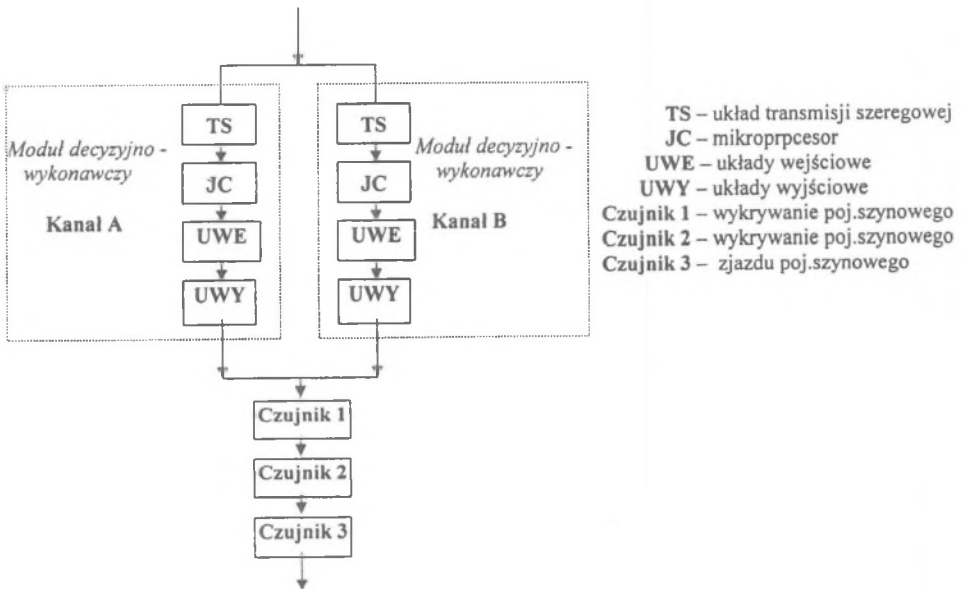 TS
JC
UWE
UWY
Moduł decyzyjno -
wykonawczy
Kanał A
TS
JC
UWE
UWY
Moduł decyzyjno -
wykonawczy
Kanał B
Czujnik 1
Czujnik 2
Czujnik 3
TS – układ transmisji szeregowej
JC – mikroprpcesor
UWE – układy wejściowe
UWY – układy wyjściowe
Czujnik 1 – wykrywanie poj.szynowego
Czujnik 2 – wykrywanie poj.szynowego
Czujnik 3 – zjazdu poj.szynowego